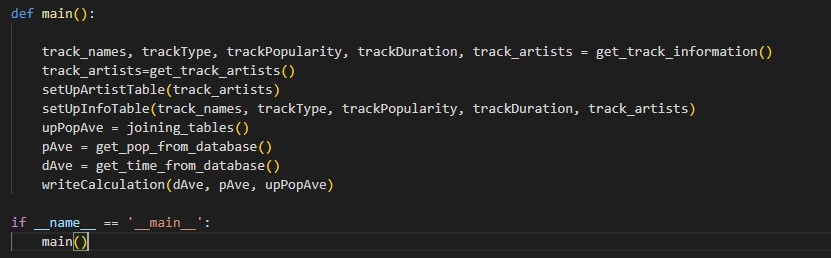 def main():
    track_names, trackType, trackPopularity, trackDuration, track_artists = get_track_information()
    track_artists=get_track_artists()
    setUpArtistTable(track_artists)
    setUpInfoTable(track_names, trackType, trackPopularity, trackDuration, track_artists)
    upPopAve = joining_tables()
    pAve = get_pop_from_database()
    dAve = get_time_from_database()
    writeCalculation(dAve, pAve, upPopAve)
if __name__ == '__main__':
    main()